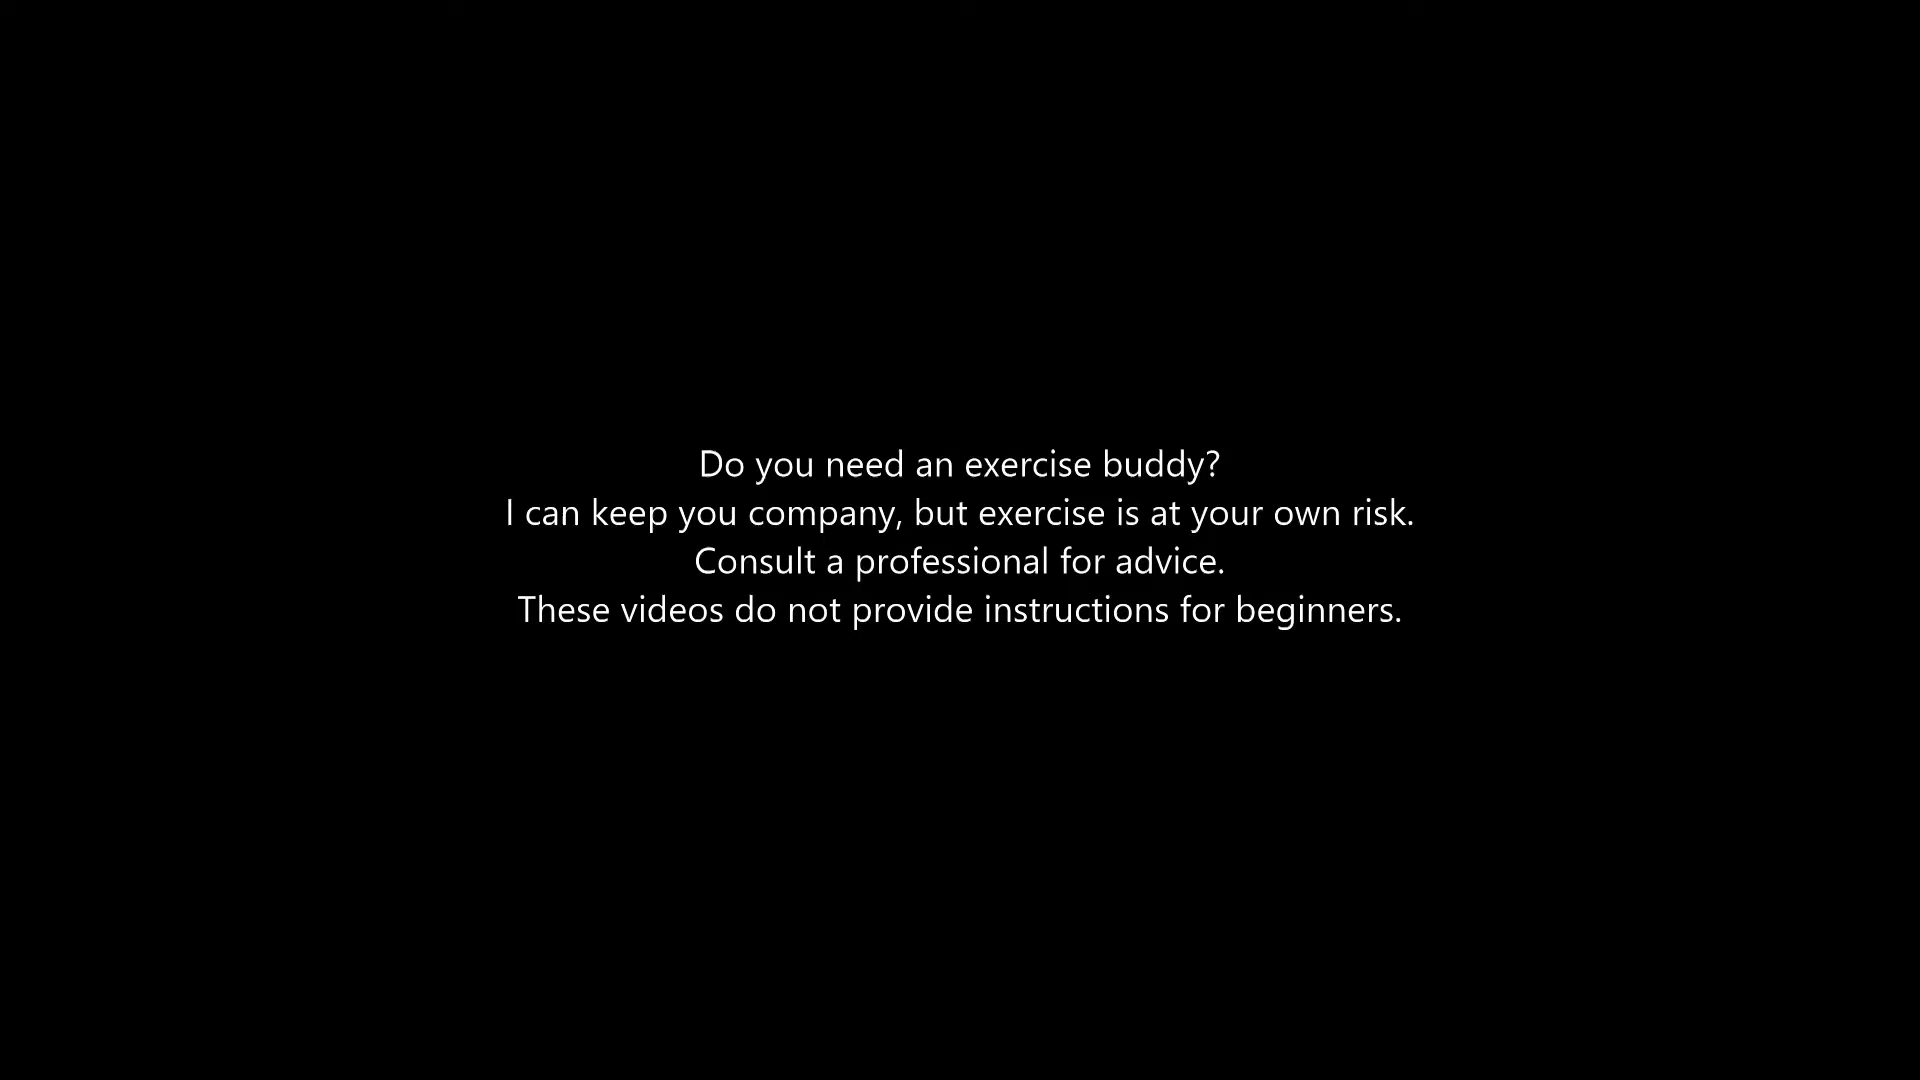 Do you need an exercise buddy?
I can keep you company, but exercise is at your own risk.
Consult a professional for advice.
These videos do not provide instructions for beginners.